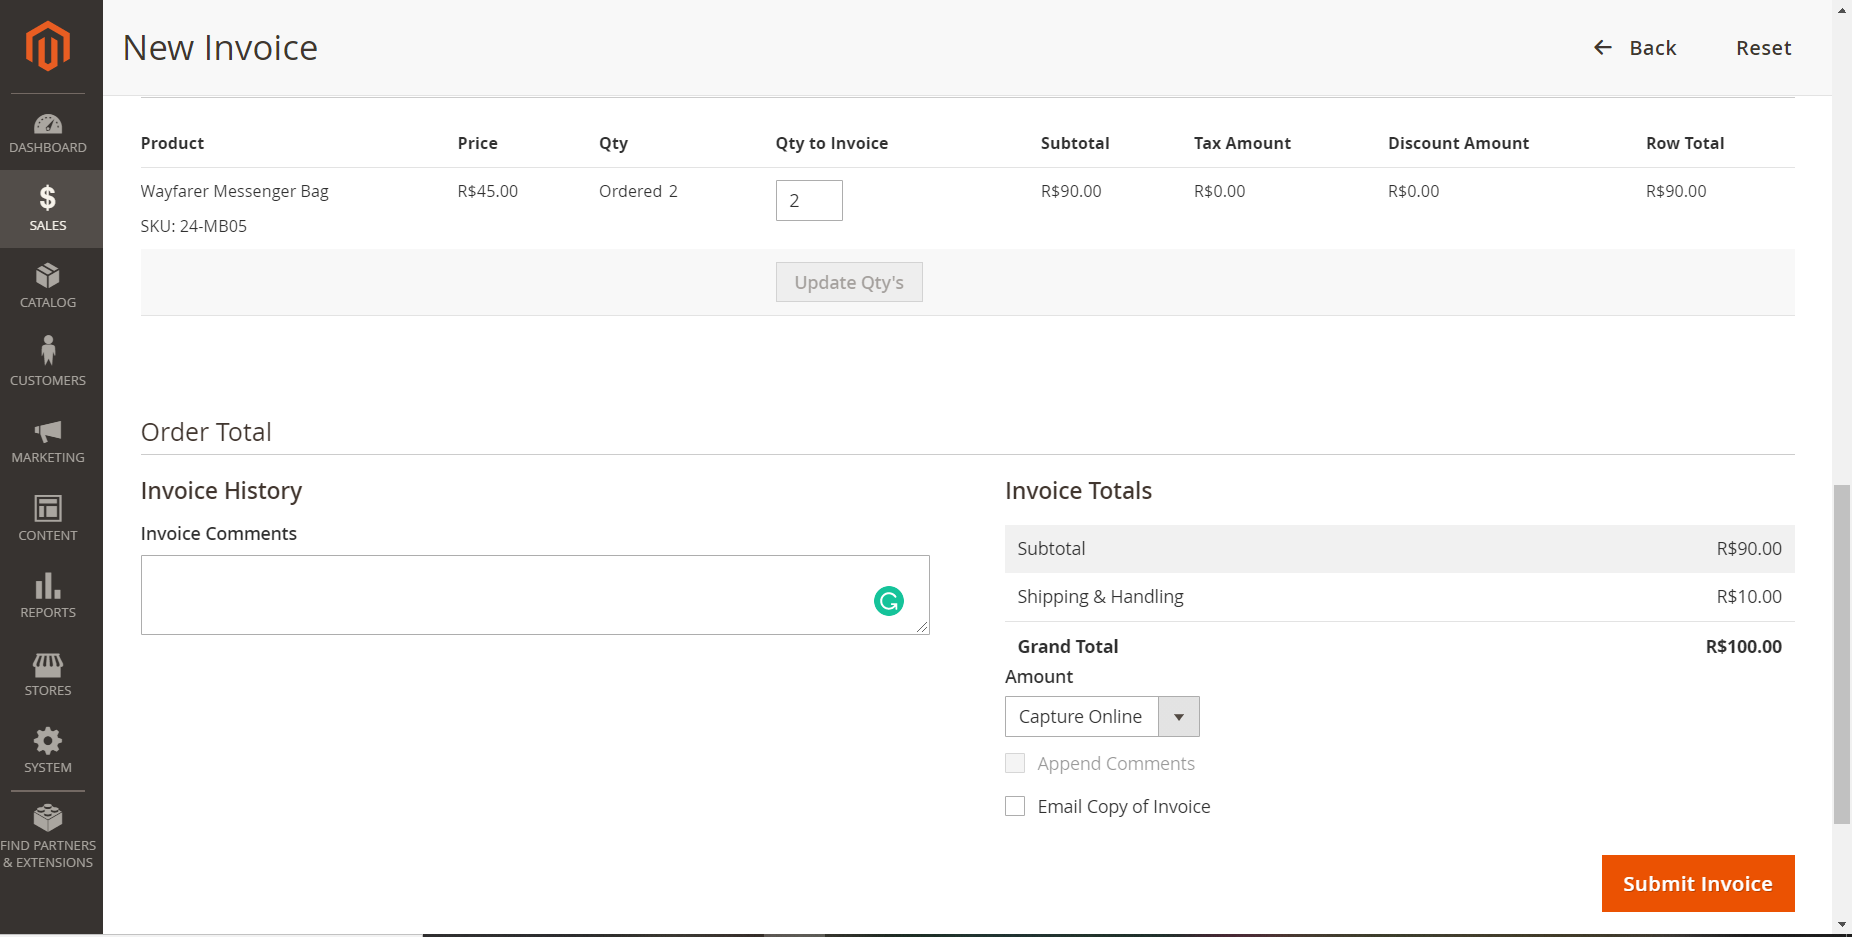 New Invoice
Back
Reset
DASHBOARD
SALES
CATALOG
CUSTOMERS
MARKETING
CONTENT
REPORTS
STORES
SYSTEM
FIND PARTNERS
& EXTENSIONS
Product Price Qty Qty to Invoice Subtotal Tax Amount Discount Amount Row Total
Wayfarer Messenger Bag R$45.00 Ordered 2 2 R$90.00 R$0.00 R$0.00 R$90.00
SKU: 24-MB05
Update Qty's
Order Total
Invoice History
Invoice Comments
Invoice Totals
Subtotal R$90.00
Shipping & Handling R$10.00
Grand Total R$100.00
Amount
Capture Online
Append Comments
Email Copy of Invoice
Submit Invoice